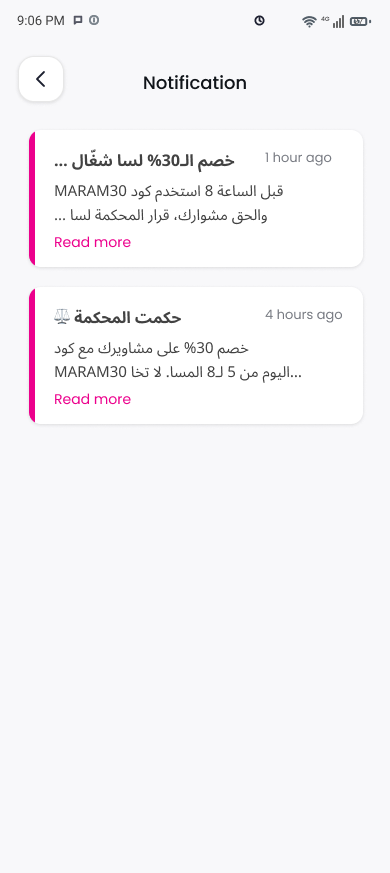 9:06 PM
4G
57
Notification
خصم الـ30% لسا شغّال ...
1 hour ago
قبل الساعة 8 استخدم كود MARAM30
والحق مشوارك، قرار المحكمة لسا ...
Read more
حكمت المحكمة ⚖️
4 hours ago
خصم 30% على مشاويرك مع كود
MARAM30 اليوم من 5 لـ8 المسا. لا تخا...
Read more